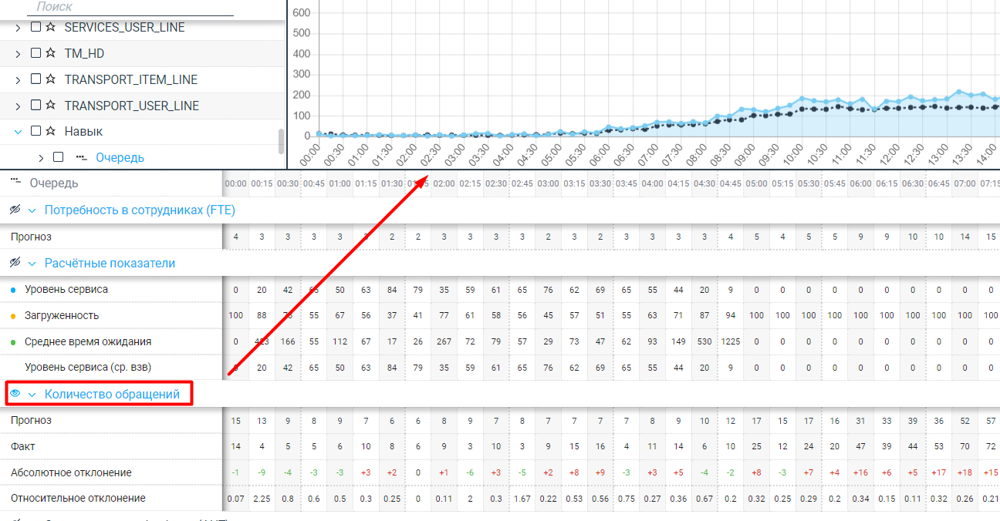 Поиск
SERVICES_USER_LINE
TM_HD
TRANSPORT_ITEM_LINE
TRANSPORT_USER_LINE
Навык
Очередь
600
500
400
300
200
100
0
00:00 00:30 01:00 01:30 02:00 02:30 03:00 03:30 04:00 04:30 05:00 05:30 06:00 06:30 07:00 07:30 08:00 08:30 09:00 09:30 10:00 10:30 11:00 11:30 12:00 12:30 13:00 13:30 14:00
Очередь 00:00 00:15 00:30 00:45 01:00 01:15 01:30 02:00 02:15 02:30 02:45 03:00 03:15 03:30 03:45 04:00 04:15 04:30 04:45 05:00 05:15 05:30 05:45 06:00 06:15 06:30 06:45 07:00 07:15
Потребность в сотрудниках (FTE)
Прогноз 4 3 3 3 3 3 2 2 3 3 3 3 2 3 2 3 3 3 3 4 5 4 5 5 9 9 10 10 14 15
Расчётные показатели
Уровень сервиса 0 20 42 65 50 63 84 79 35 59 61 65 76 62 69 65 55 44 20 9 0 0 0 0 0 0 0 0 0 0
Загруженность 100 88 73 55 67 56 37 41 77 61 58 56 45 57 51 55 63 71 87 94 100 100 100 100 100 100 100 100 100 100
Среднее время ожидания 0 423 166 55 112 67 17 26 267 72 79 57 29 73 47 62 93 149 530 1225 0 0 0 0 0 0 0 0 0 0
Уровень сервиса (ср. взв) 0 20 42 65 50 63 84 79 35 59 61 65 76 62 69 65 55 44 20 9 0 0 0 0 0 0 0 0 0 0
Количество обращений
Прогноз 15 13 9 8 9 7 6 6 8 9 7 8 7 7 7 7 8 9 10 12 17 15 17 16 31 33 39 36 52 57
Факт 14 4 5 5 6 10 8 6 9 3 10 3 9 15 16 4 11 14 6 10 25 12 24 20 47 39 44 53 70 72
Абсолютное отклонение -1 -9 -4 -3 -3 +3 +2 0 +1 -6 +3 -5 +2 +8 +9 -3 +3 +5 -4 -2 +8 -3 +7 +4 +16 +6 +5 +17 +18 +15
Относительное отклонение 0.07 2.25 0.8 0.6 0.5 0.3 0.25 0 0.11 2 0.3 1.67 0.22 0.53 0.56 0.75 0.27 0.36 0.67 0.2 0.32 0.25 0.29 0.2 0.34 0.15 0.11 0.32 0.26 0.21